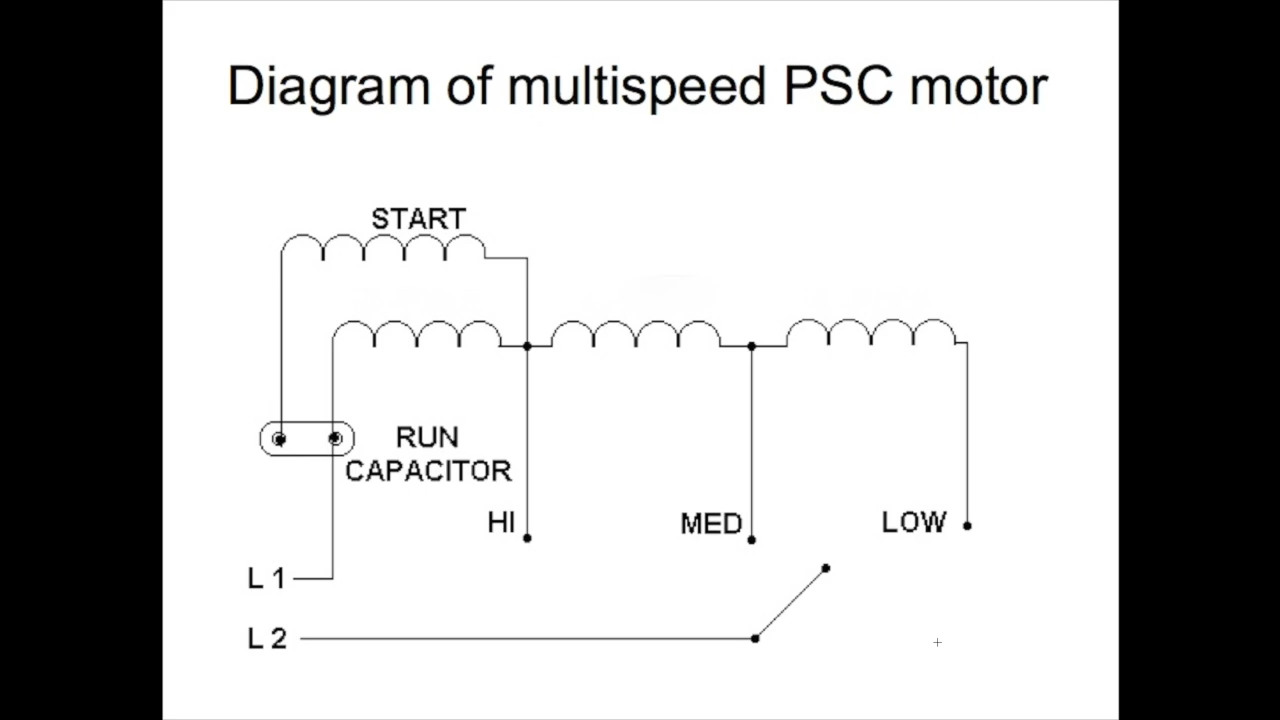 Diagram of multispeed PSC motor
START
RUN
CAPACITOR
HI
MED
LOW
L 1
L 2